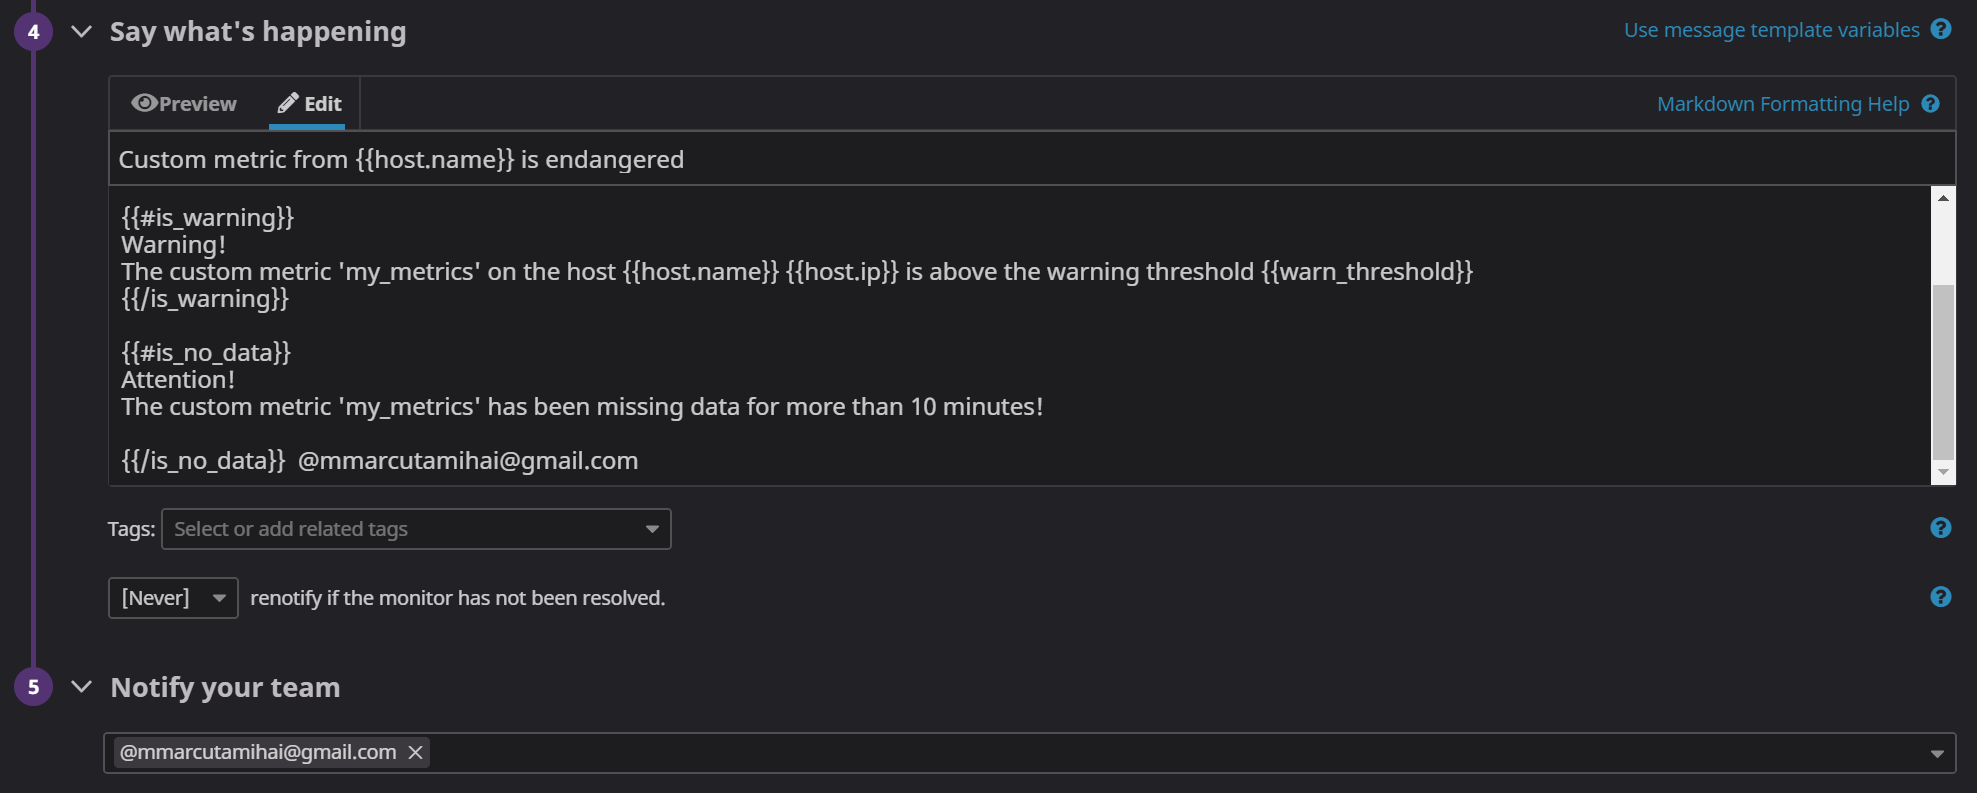 4 Say what's happening Use message template variables ?
Preview Edit Markdown Formatting Help ?
Custom metric from {{host.name}} is endangered
{{#is_warning}}
Warning!
The custom metric 'my_metrics' on the host {{host.name}} {{host.ip}} is above the warning threshold {{warn_threshold}}
{{/is_warning}}
{{#is_no_data}}
Attention!
The custom metric 'my_metrics' has been missing data for more than 10 minutes!
{{/is_no_data}} @mmarcutamihai@gmail.com
Tags: Select or add related tags ?
[Never] renotify if the monitor has not been resolved. ?
5 Notify your team
@mmarcutamihai@gmail.com ×